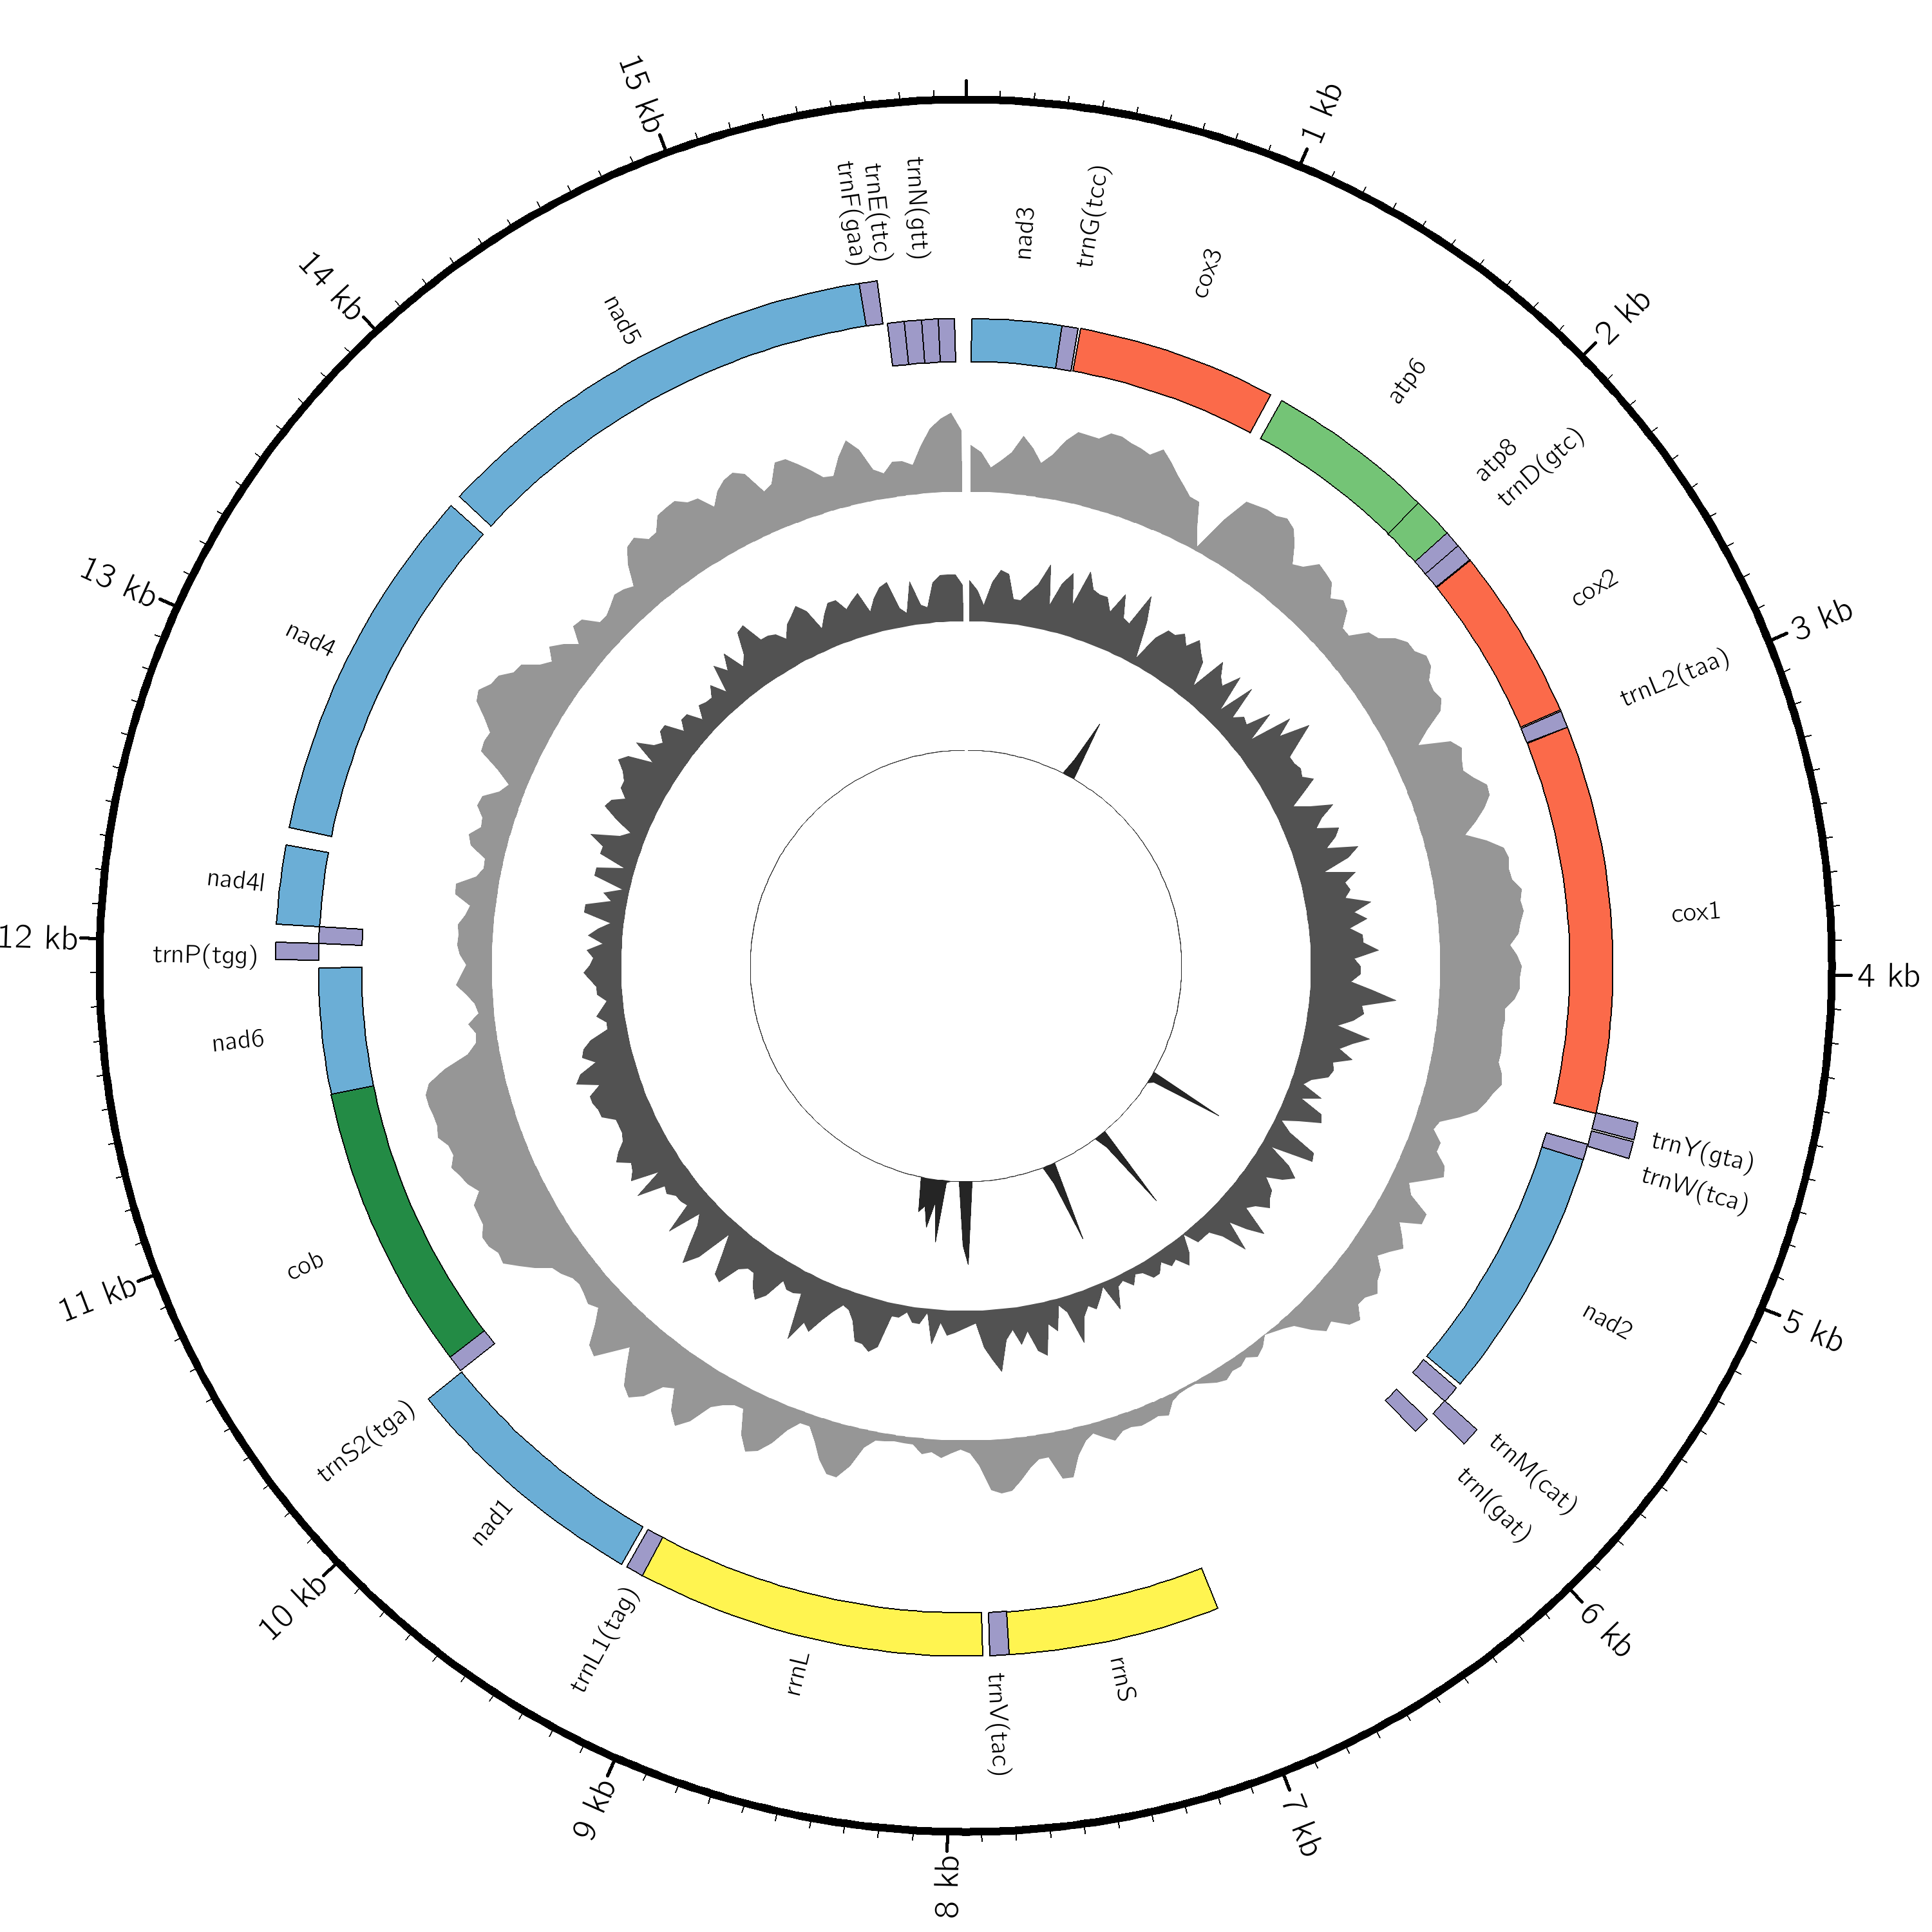 1 kb
2 kb
3 kb
4 kb
5 kb
6 kb
7 kb
8 kb
9 kb
10 kb
11 kb
12 kb
13 kb
14 kb
15 kb
nad3
trnG(tcc)
cox3
atp6
atp8
trnD(gtc)
cox2
trnL2(taa)
cox1
trnY(gta)
trnW(tca)
nad2
trnM(cat)
trnI(gat)
rrnS
trnV(tac)
rrnL
trnL1(tag)
nad1
trnS2(tga)
cob
nad6
trnP(tgg)
nad4l
nad4
nad5
trnF(gaa)
trnE(ttc)
trnN(gtt)